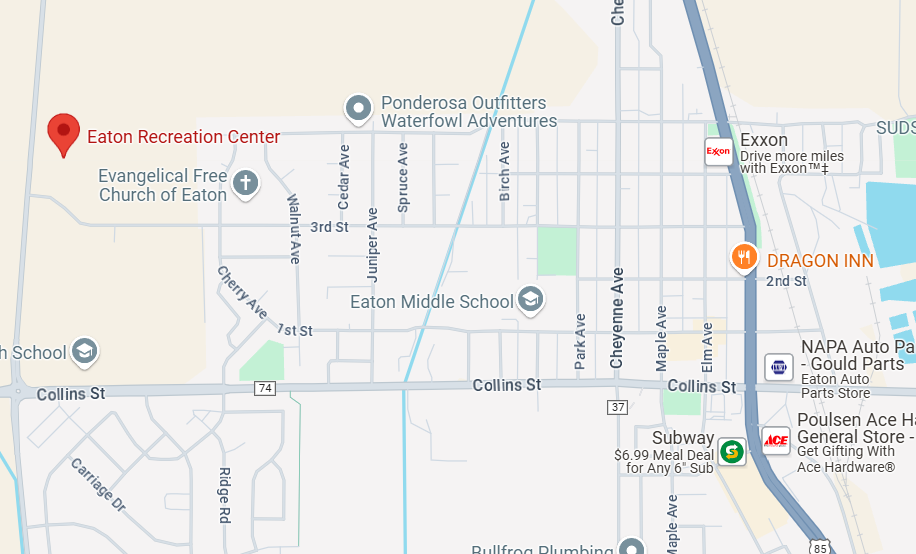 Che
Ponderosa Outfitters
Waterfowl Adventures
Eaton Recreation Center
SUDS
Exxon
Exxon
Drive more miles
with Exxon™‡
Evangelical Free
Church of Eaton
Cedar Ave
Spruce Ave
Birch Ave
Walnut Ave
3rd St
Juniper Ave
DRAGON INN
2nd St
Cherry Ave
Eaton Middle School
1st St
Park Ave
Cheyenne Ave
Maple Ave
Elm Ave
h School
NAPA Auto Pa
- Gould Parts
Eaton Auto
Parts Store
Collins St
74
Collins St
Collins St
37
Poulsen Ace Ha
General Store -
Get Gifting With
Ace Hardware®
ACE
Subway
$6.99 Meal Deal
for Any 6" Sub
Carriage Dr
Ridge Rd
Maple Ave
Bullfrog Plumbing
85